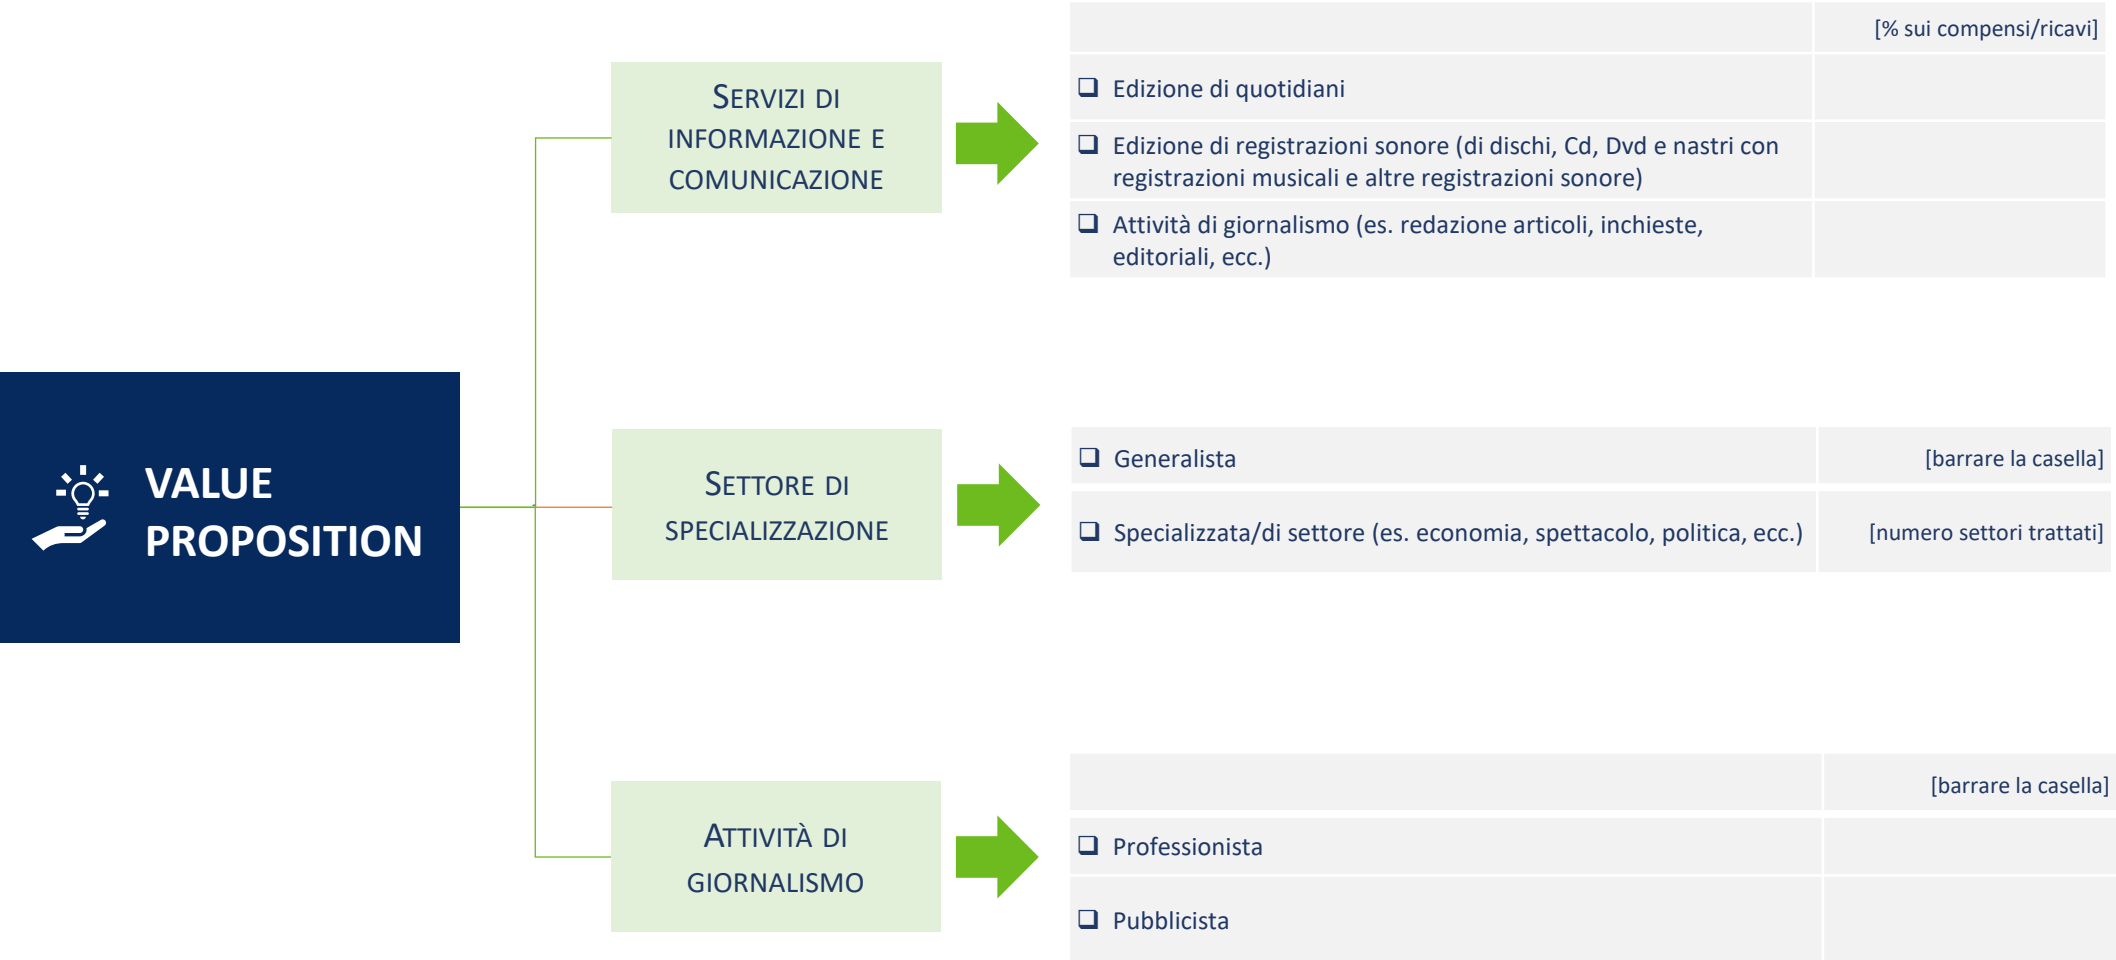 VALUE
PROPOSITION
SERVIZI DI
INFORMAZIONE E
COMUNICAZIONE
[% sui compensi/ricavi]
❑ Edizione di quotidiani
❑ Edizione di registrazioni sonore (di dischi, Cd, Dvd e nastri con
registrazioni musicali e altre registrazioni sonore)
❑ Attività di giornalismo (es. redazione articoli, inchieste,
editoriali, ecc.)
SETTORE DI
SPECIALIZZAZIONE
❑ Generalista [barrare la casella]
❑ Specializzata/di settore (es. economia, spettacolo, politica, ecc.) [numero settori trattati]
ATTIVITÀ DI
GIORNALISMO
[barrare la casella]
❑ Professionista
❑ Pubblicista